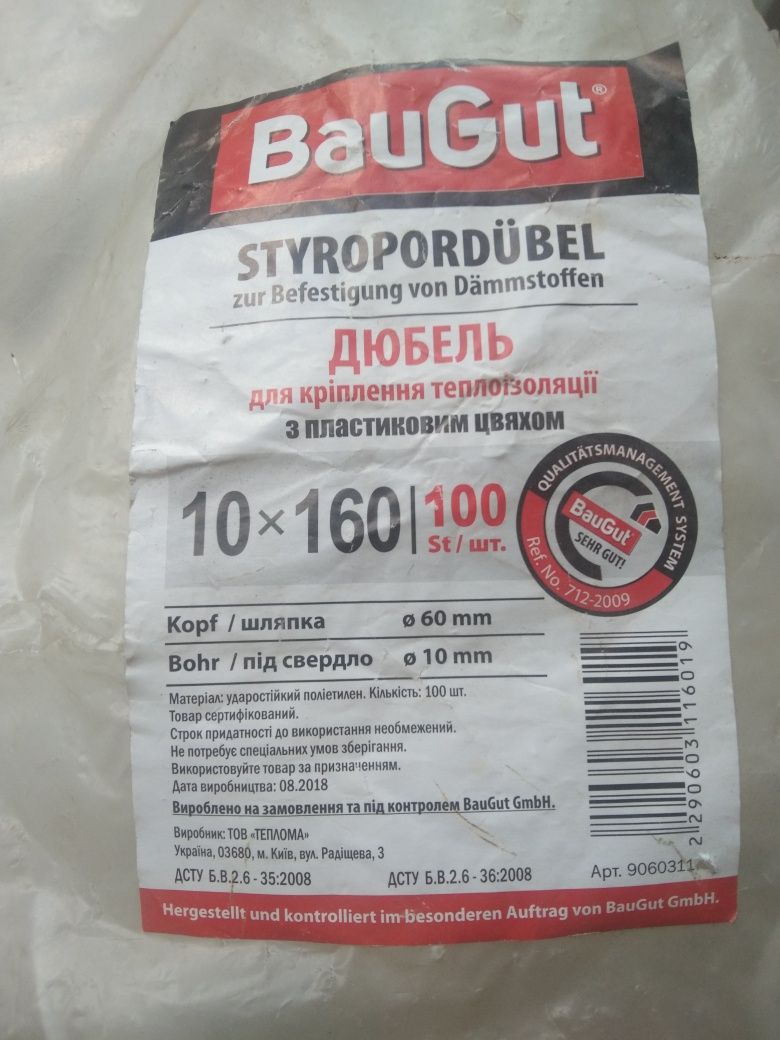 BauGut®
STYROPORDÜBEL
zur Befestigung von Dämmstoffen
ДЮБЕЛЬ
для кріплення теплоізоляції
з пластиковим цвяхом
10×160 100
St / шт.
QUALITÄTSMANAGEMENT SYSTEM
BauGut
SEHR GUT!
Ref. No. 712-2009
Kopf / шляпка ø 60 mm
Bohr / під свердло ø 10 mm
Матеріал: ударостійкий поліетилен. Кількість: 100 шт.
Товар сертифікований.
Строк придатності до використання необмежений.
Не потребує спеціальних умов зберігання.
Використовуйте товар за призначенням.
Дата виробництва: 08.2018
Вироблено на замовлення та під контролем BauGut GmbH.
Виробник: ТОВ «ТЕПЛОМА»
Україна, 03680, м. Київ, вул. Радіщева, 3
ДСТУ Б.В.2.6 - 35:2008 ДСТУ Б.В.2.6 - 36:2008
2 290603 116019
Арт. 9060311
Hergestellt und kontrolliert im besonderen Auftrag von BauGut GmbH.